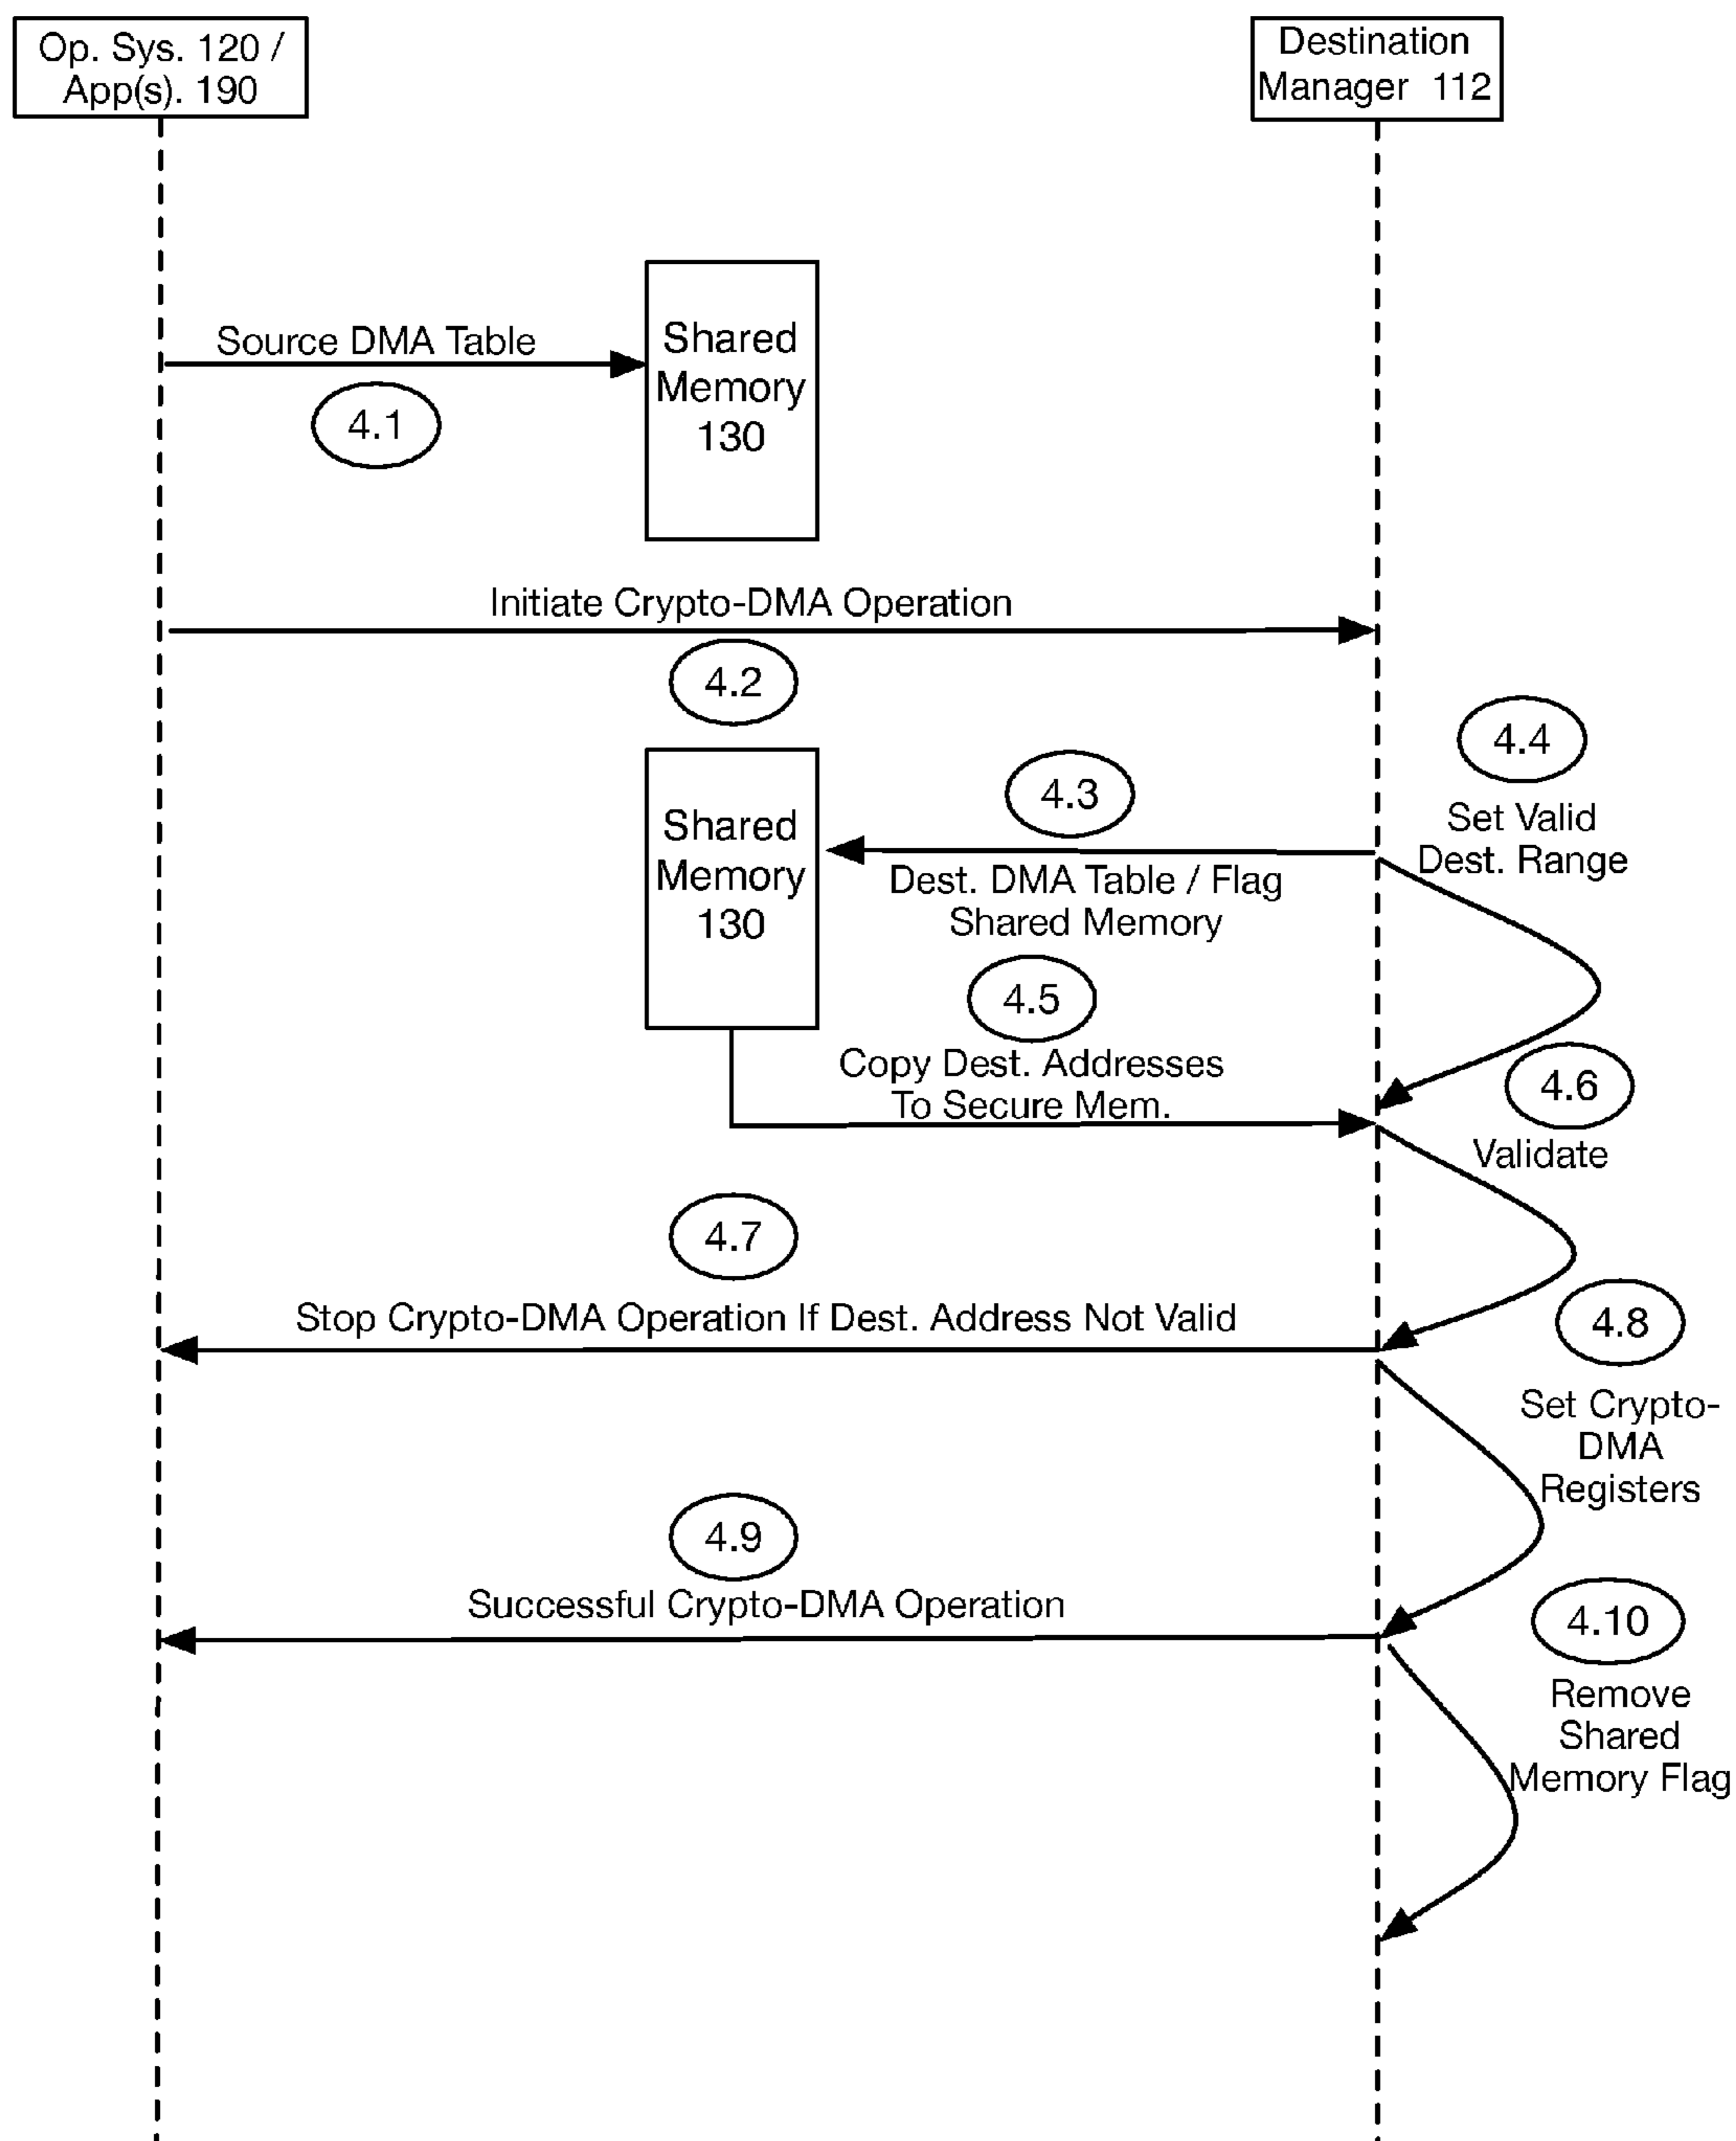 Op. Sys. 120 /
App(s). 190
Destination
Manager 112
Source DMA Table
4.1
Shared
Memory
130
Initiate Crypto-DMA Operation
4.2
4.4
Set Valid
Dest. Range
4.3
Dest. DMA Table / Flag
Shared Memory
Shared
Memory
130
4.5
Copy Dest. Addresses
To Secure Mem.
4.6
Validate
4.7
Stop Crypto-DMA Operation If Dest. Address Not Valid
4.8
Set Crypto-
DMA
Registers
4.9
Successful Crypto-DMA Operation
4.10
Remove
Shared
Memory Flag